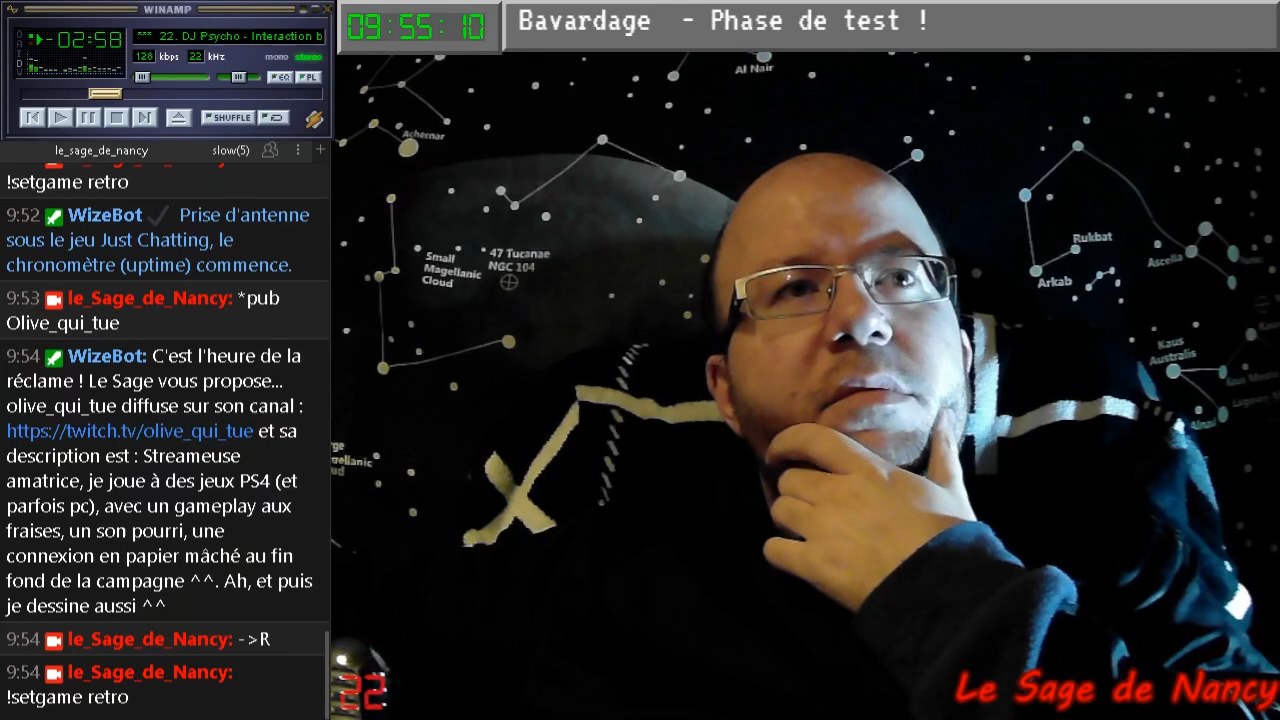 WINAMP
-02:58
*** 22. DJ Psycho - Interaction b
128 kbps 22 kHz mono stereo
EQ PL
SHUFFLE
09:55:10
Bavardage - Phase de test !
le_sage_de_nancy slow(5)
!setgame retro
9:52 WizeBot Prise d'antenne
sous le jeu Just Chatting, le
chronomètre (uptime) commence.
9:53 le_Sage_de_Nancy: *pub
Olive_qui_tue
9:54 WizeBot: C'est l'heure de la
réclame ! Le Sage vous propose...
olive_qui_tue diffuse sur son canal :
https://twitch.tv/olive_qui_tue et sa
description est : Streameuse
amatrice, je joue à des jeux PS4 (et
parfois pc), avec un gameplay aux
fraises, un son pourri, une
connexion en papier mâché au fin
fond de la campagne ^^. Ah, et puis
je dessine aussi ^^
9:54 le_Sage_de_Nancy: ->R
9:54 le_Sage_de_Nancy:
!setgame retro
Al Nair
Achernar
Small
Magellanic
Cloud
47 Tucanae
NGC 104
Rukbat
Arkab
Ascella
Kaus
Australis
22
Le Sage de Nancy